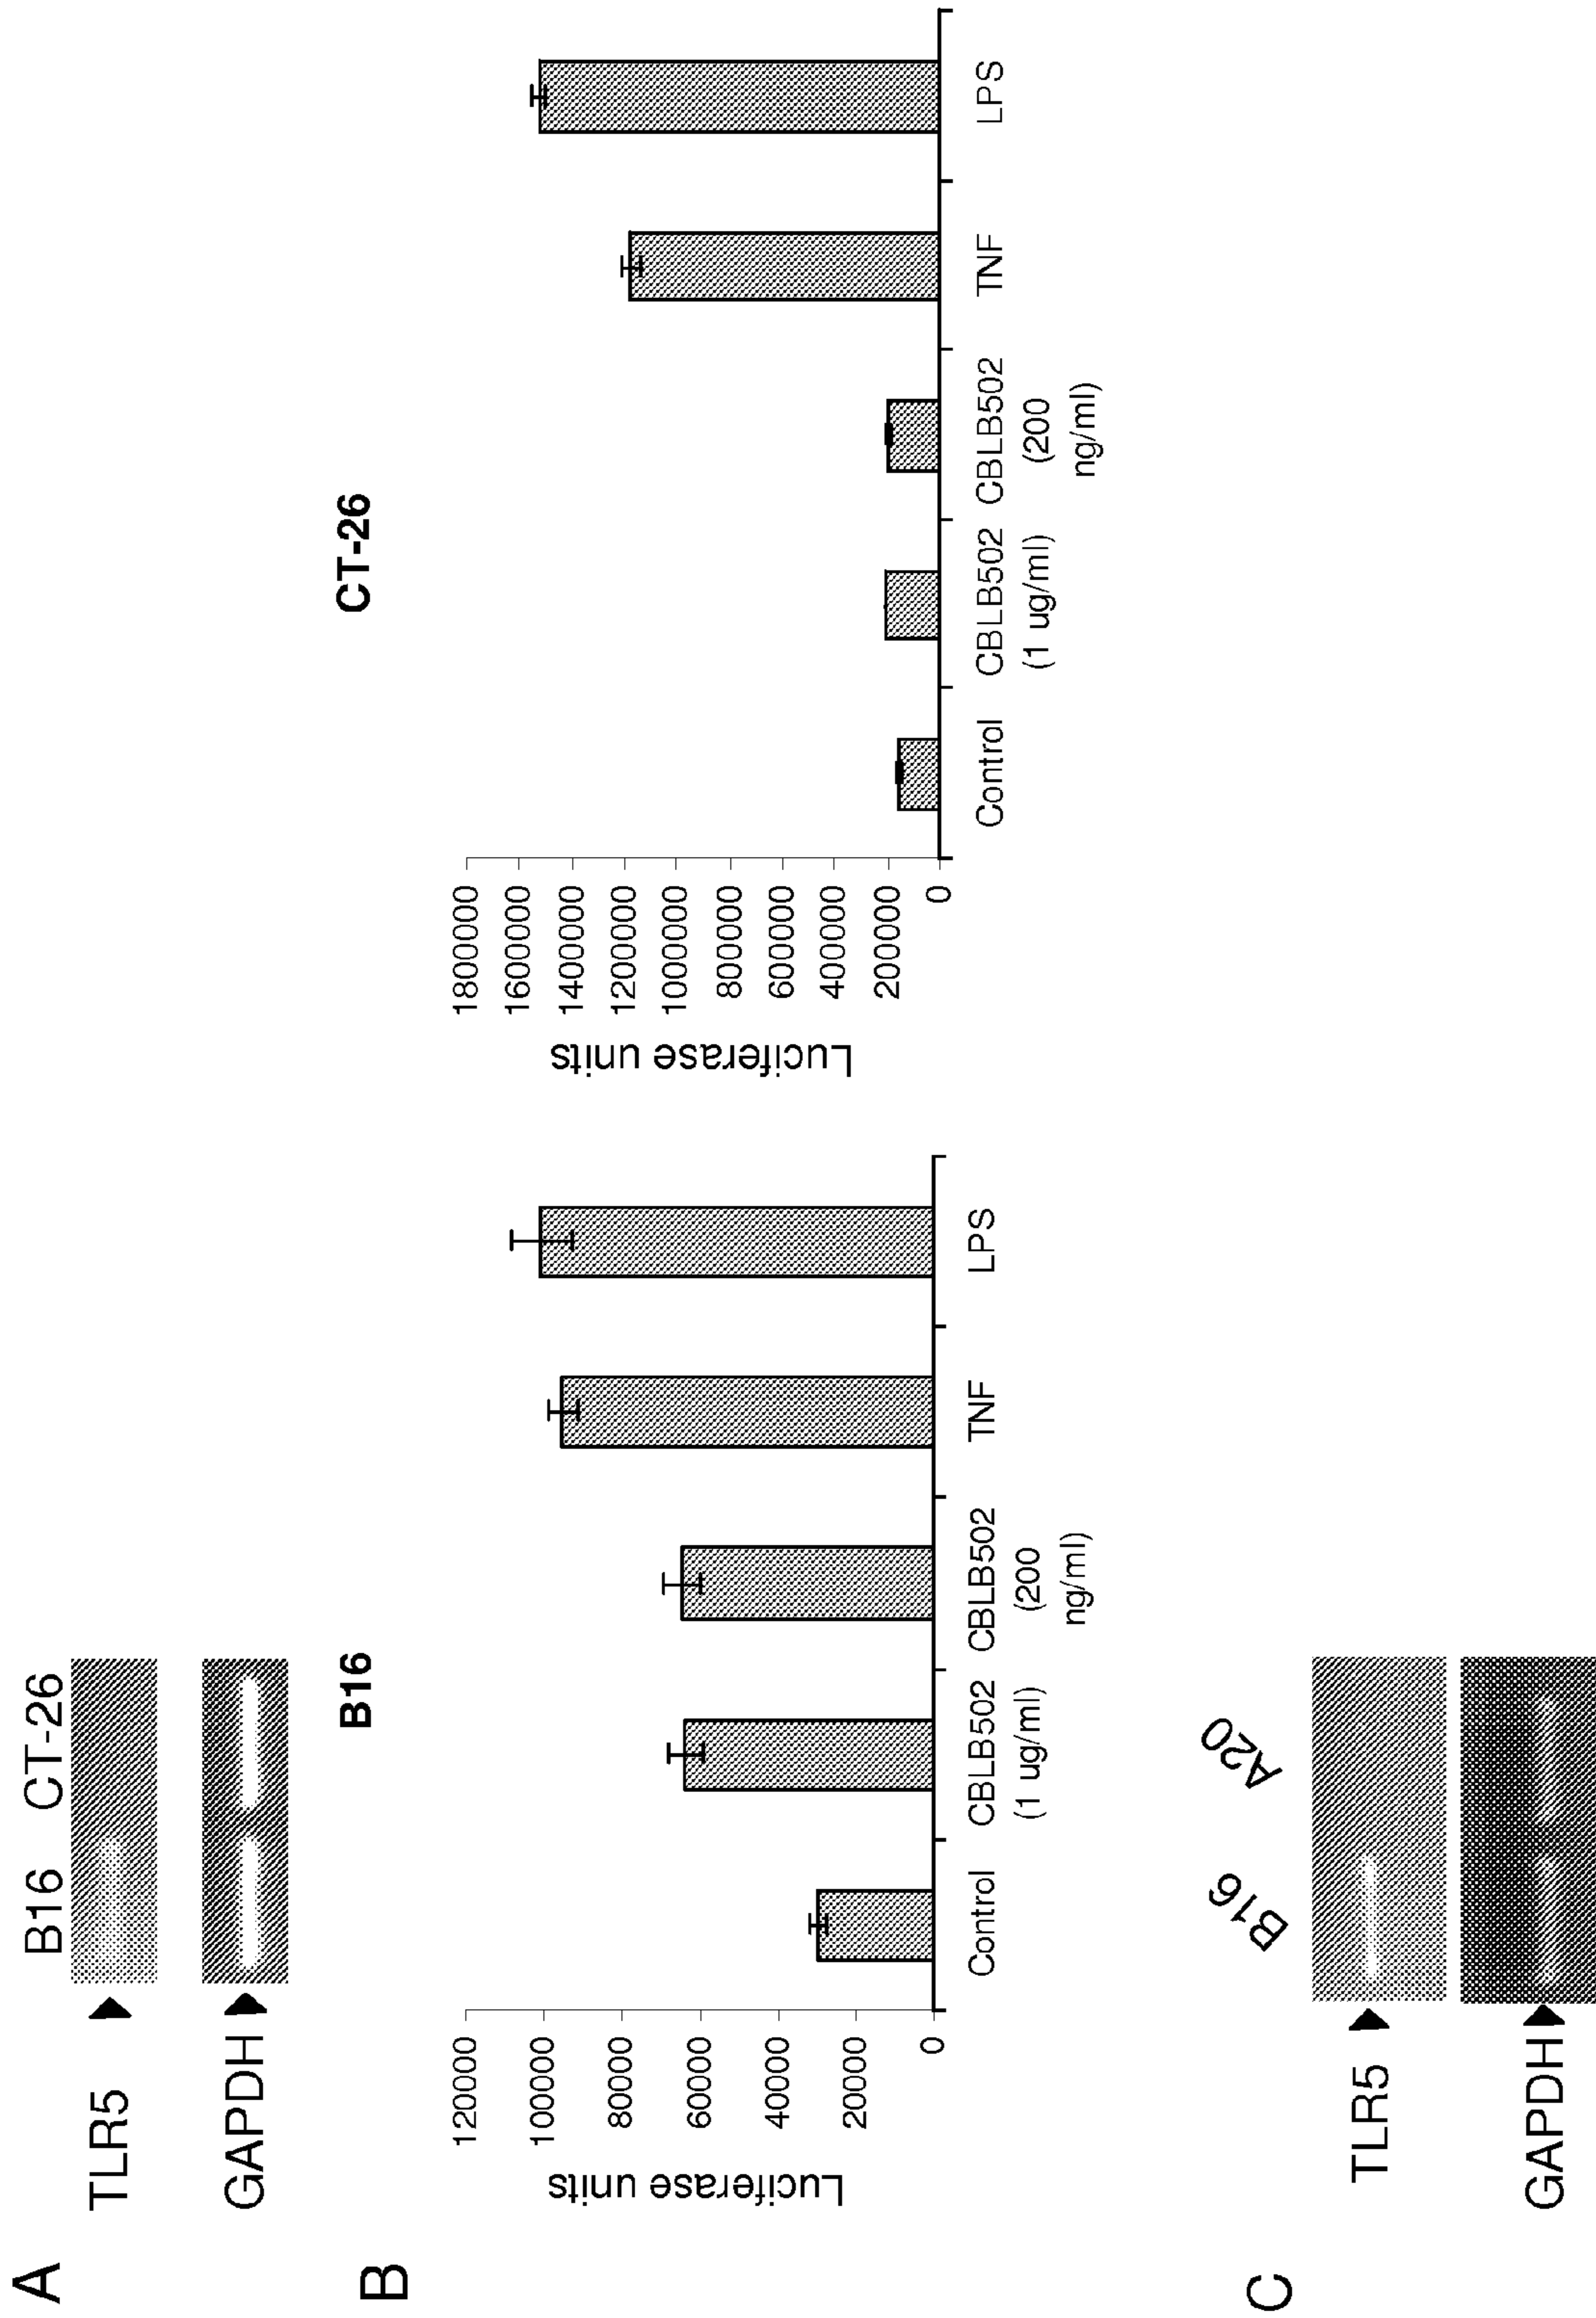 A
B16 CT-26
TLR5
GAPDH
B
B16
Luciferase units
120000
100000
80000
60000
40000
20000
0
Control
CBLB502
(1 ug/ml)
CBLB502
(200
ng/ml)
TNF
LPS
CT-26
Luciferase units
1800000
1600000
1400000
1200000
1000000
800000
600000
400000
200000
0
Control
CBLB502
(1 ug/ml)
CBLB502
(200
ng/ml)
TNF
LPS
C
B16 A20
TLR5
GAPDH